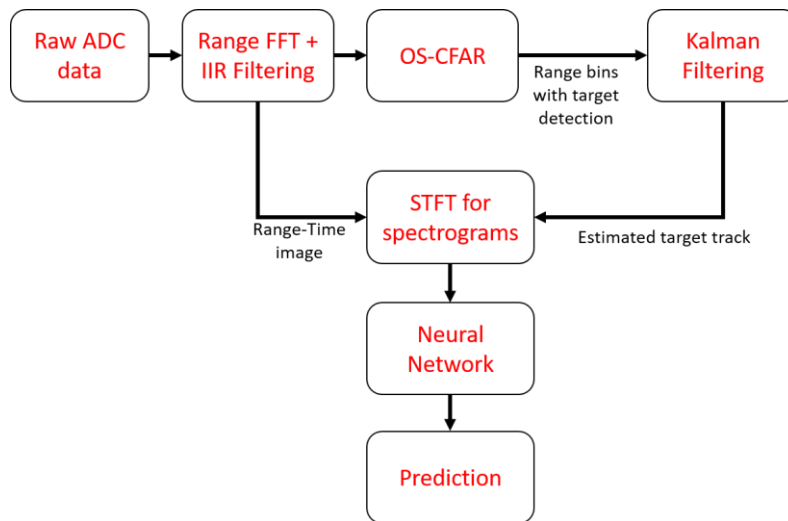 Raw ADC
data
Range FFT +
IIR Filtering
OS-CFAR
Range bins
with target
detection
Kalman
Filtering
Range-Time
image
STFT for
spectrograms
Estimated target track
Neural
Network
Prediction